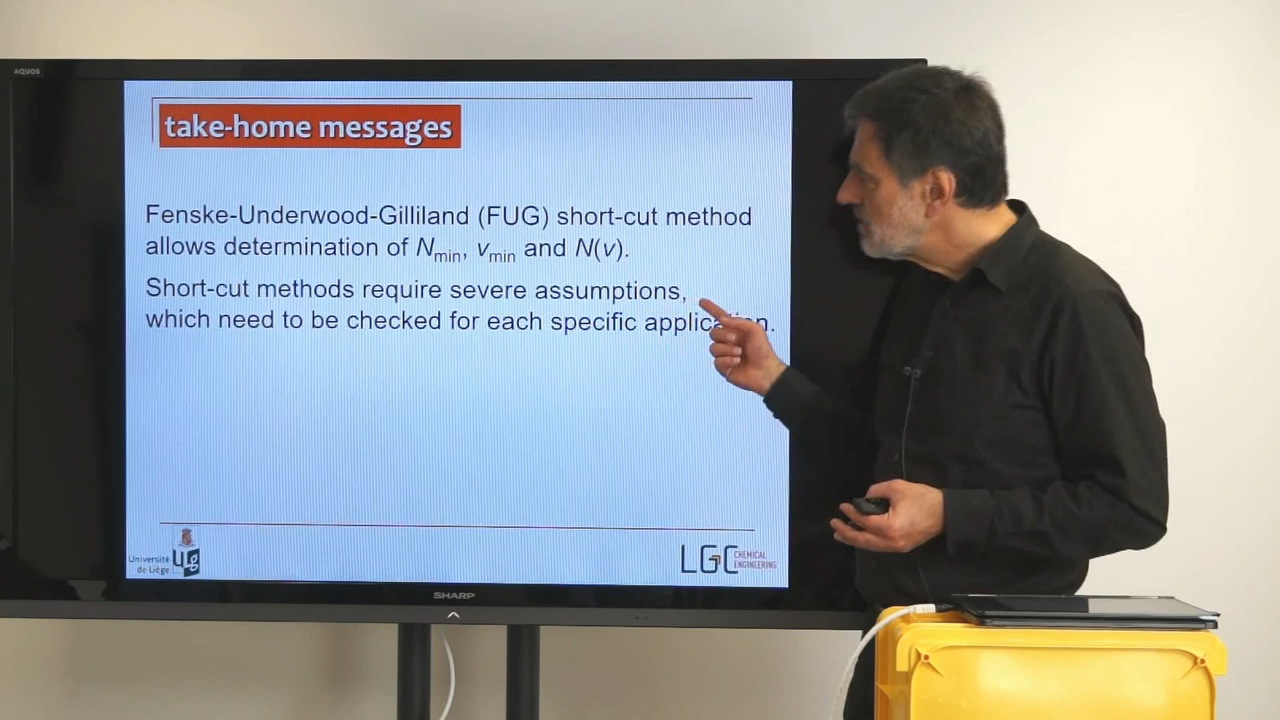 AQUOS
take-home messages
Fenske-Underwood-Gilliland (FUG) short-cut method
allows determination of Nmin, vmin and N(v).
Short-cut methods require severe assumptions,
which need to be checked for each specific application.
Université
de Liège
ULg
LGC CHEMICAL
ENGINEERING
SHARP